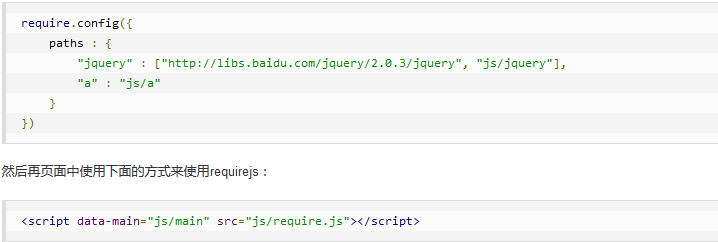 require.config({
    paths : {
        "jquery" : ["http://libs.baidu.com/jquery/2.0.3/jquery", "js/jquery"],
        "a" : "js/a"
    }
})
然后再页面中使用下面的方式来使用requirejs：
<script data-main="js/main" src="js/require.js"></script>